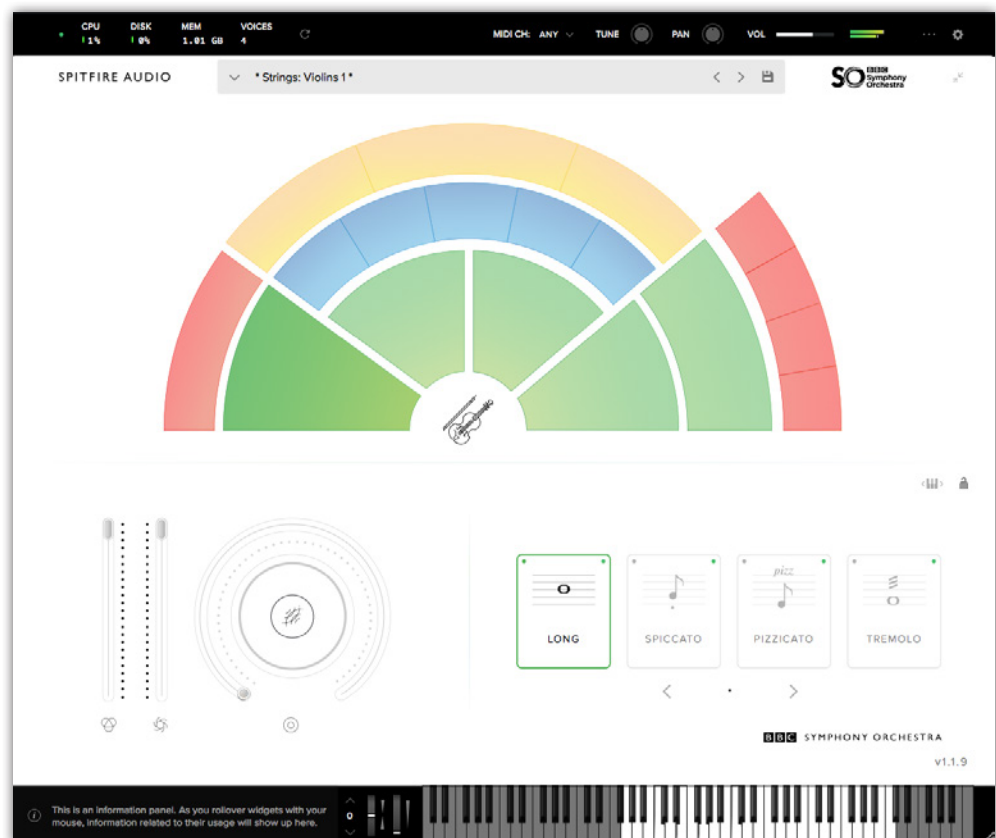 CPU DISK MEM VOICES
1% 0% 1.01 GB 4
MIDI CH: ANY TUNE PAN VOL
SPITFIRE AUDIO
* Strings: Violins 1 *
SO BBC Symphony Orchestra
LONG
SPICCATO
pizz
PIZZICATO
TREMOLO
BBC SYMPHONY ORCHESTRA
v1.1.9
This is an information panel. As you rollover widgets with your
mouse, information related to their usage will show up here.
0